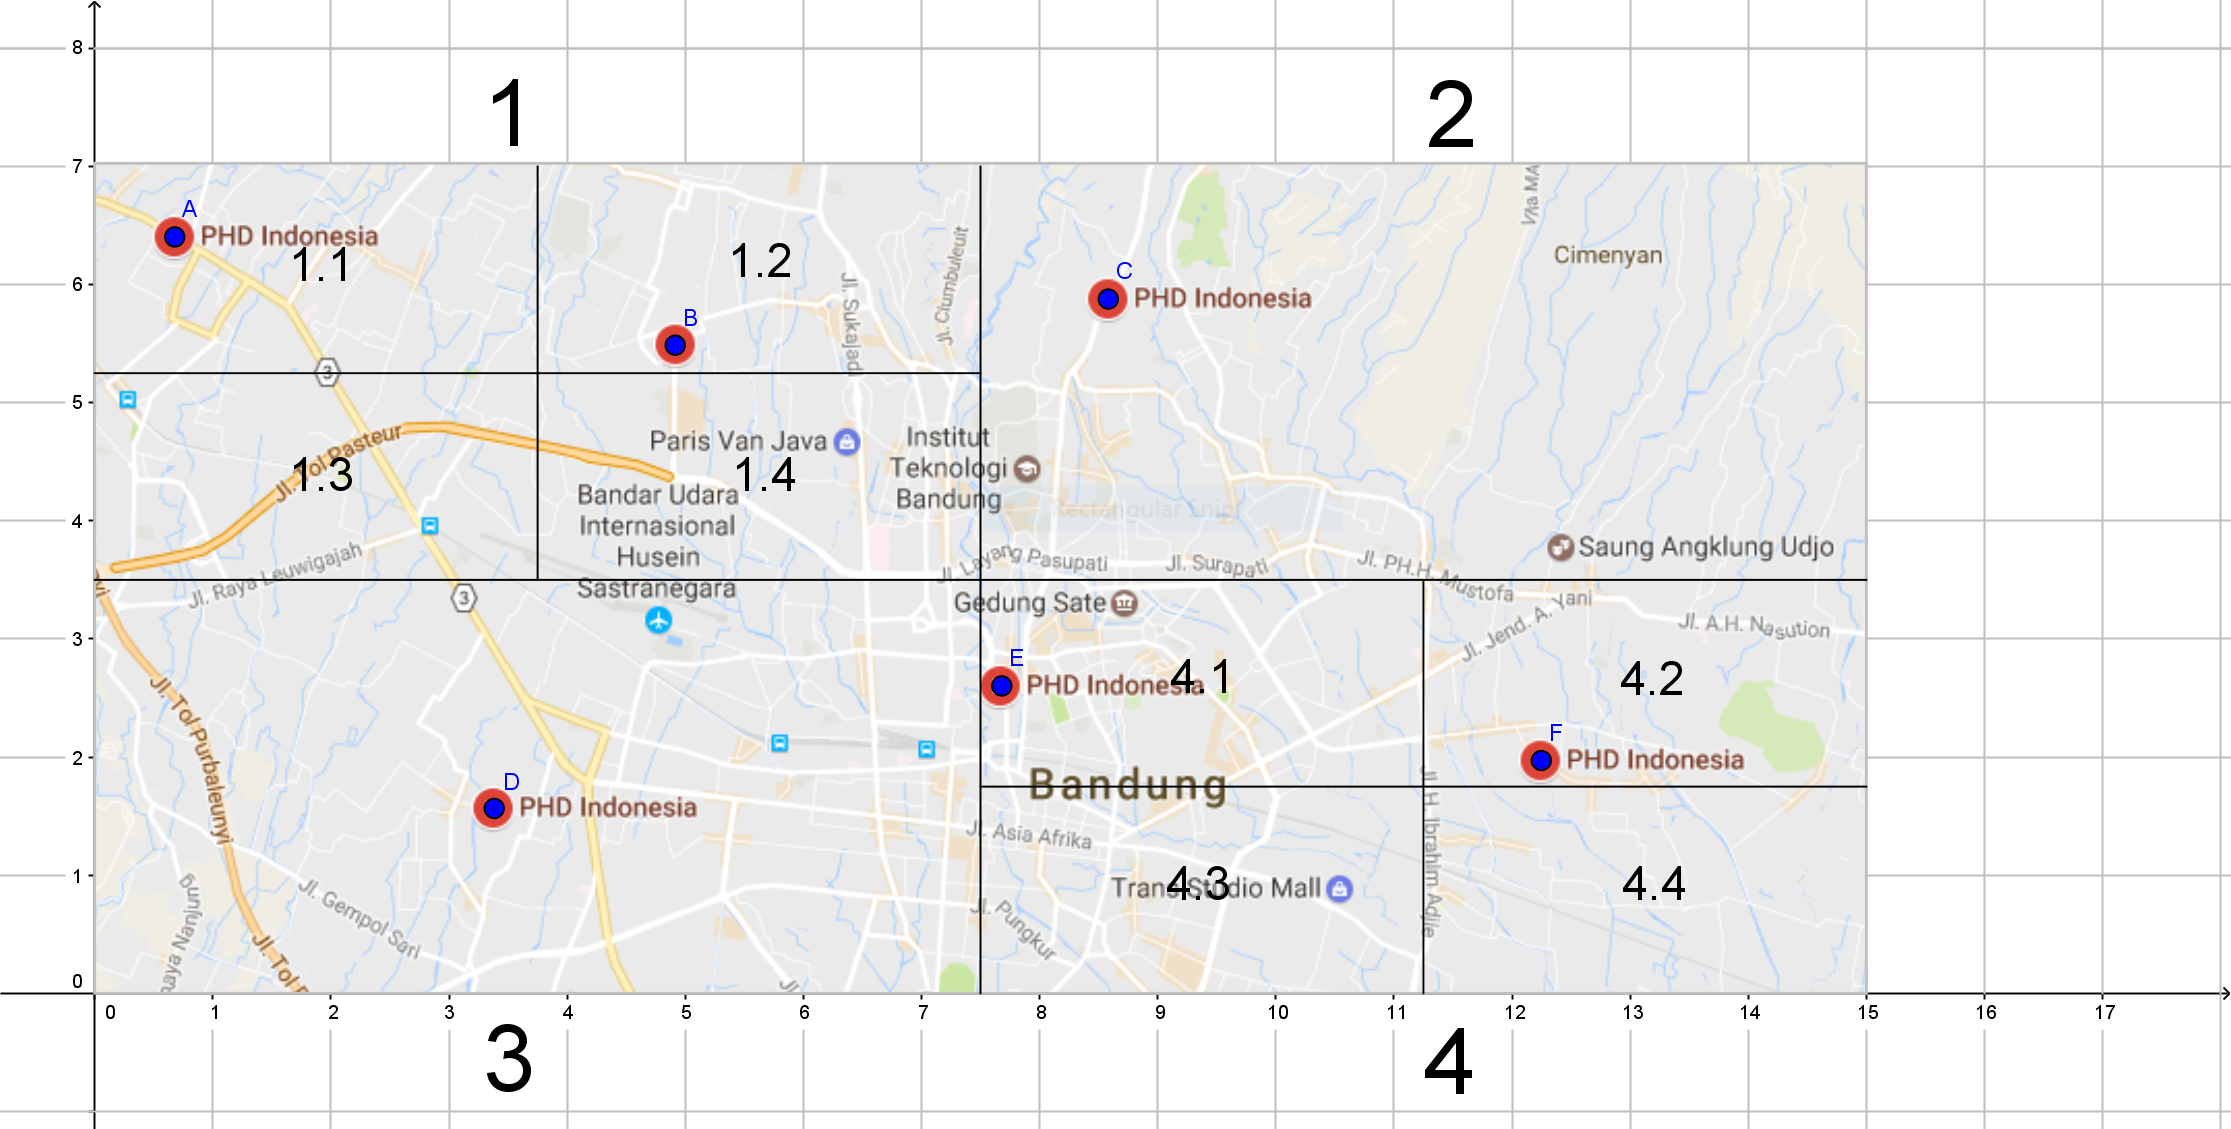 8
1
2
7
A
PHD Indonesia
1.1
1.2
Jl. Ciumbuleuit
Cimenyan
6
Jl. Sukajadi
C
PHD Indonesia
B
3
5
Jl. Tol Pasteur
1.3
Paris Van Java
1.4
Institut
Teknologi
Bandung
Bandar Udara
Internasional
Husein
Sastranegara
Rectangular Snip
4
Jl. Raya Leuwigajah
Jl. Layang Pasupati
Jl. Surapati
Jl. PH.H. Mustofa
Saung Angklung Udjo
3
Gedung Sate
Jl. Jend. A. Yani
Jl. A.H. Nasution
3
Jl. Tol Purbaleunyi
E
PHD Indonesia
4.1
4.2
2
F
PHD Indonesia
Bandung
D
PHD Indonesia
Jl. Asia Afrika
Jl. H. Ibrahim Adjie
1
Jl. Gempol Sari
Raya Nanjung
Jl. Tol
Trans Studio Mall
4.3
4.4
Jl. Pungkur
Jl.
0
0 1 2 3 4 5 6 7 8 9 10 11 12 13 14 15 16 17
3
4